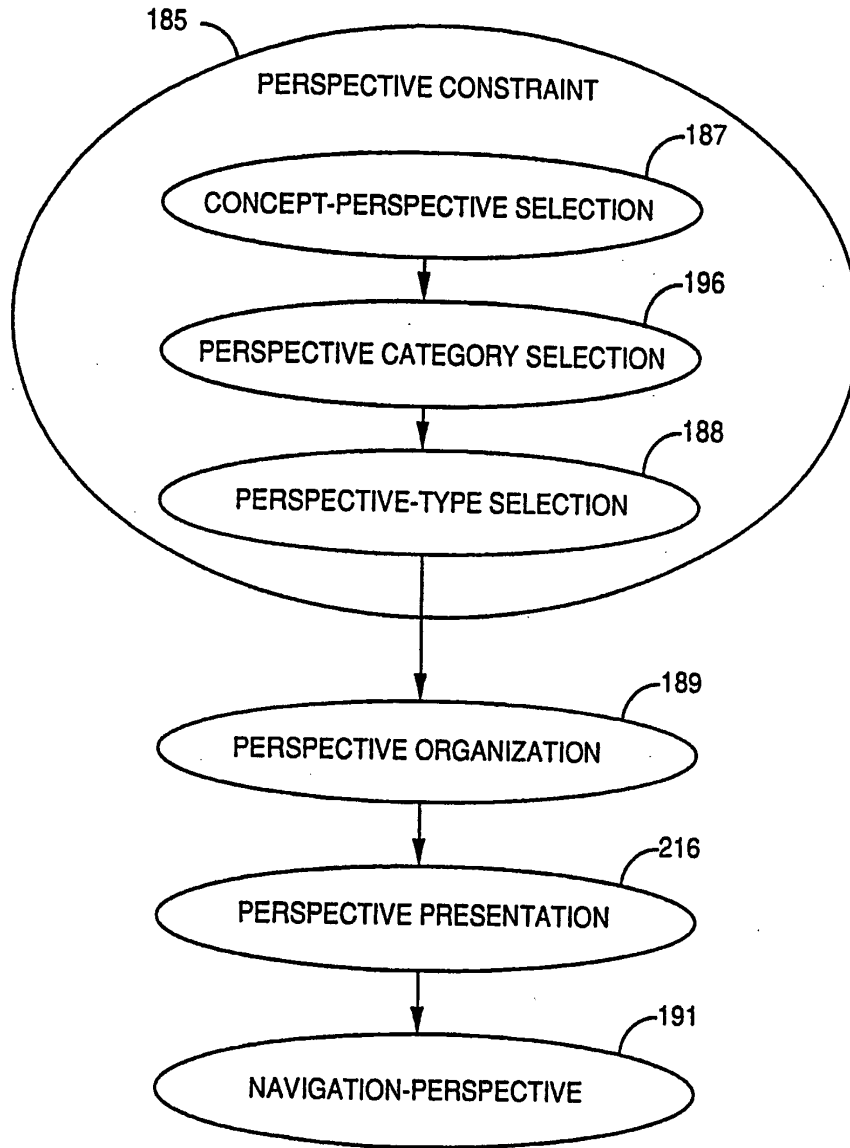 185
PERSPECTIVE CONSTRAINT
187
CONCEPT-PERSPECTIVE SELECTION
196
PERSPECTIVE CATEGORY SELECTION
188
PERSPECTIVE-TYPE SELECTION
189
PERSPECTIVE ORGANIZATION
216
PERSPECTIVE PRESENTATION
191
NAVIGATION-PERSPECTIVE